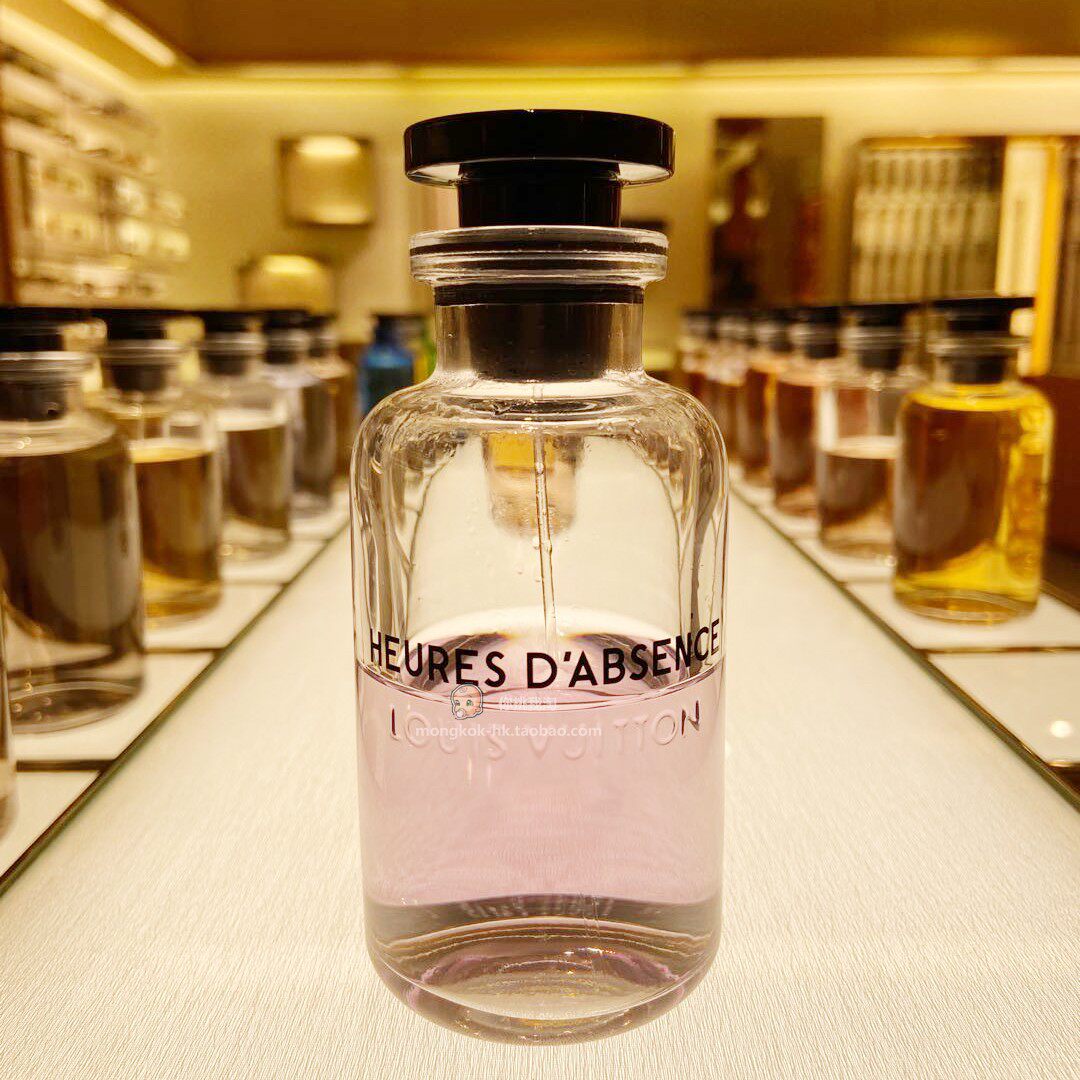 HEURES D'ABSENCE
LOUIS VUITTON
mongkok-hk.taobao.com